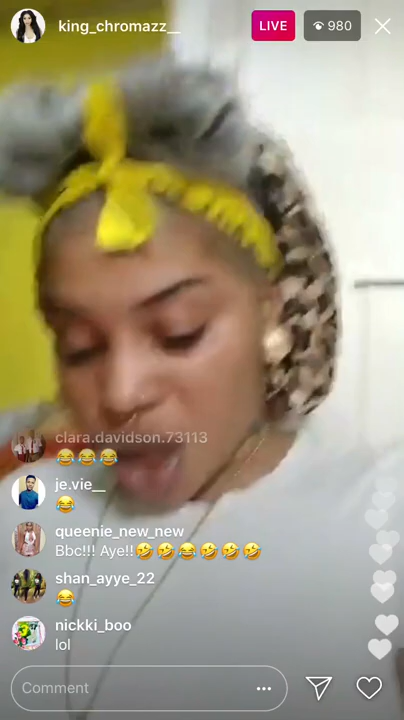 king_chromazz__
LIVE
980
clara.davidson.73113
😂😂😂
je.vie__
😂
queenie_new_new
Bbc!!! Aye!!🤣🤣😂🤣🤣🤣
shan_ayye_22
😂
nickki_boo
lol
Comment